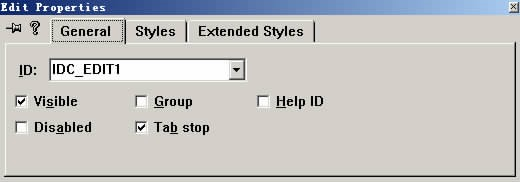 Edit Properties
? General Styles Extended Styles
ID: IDC_EDIT1
Visible Group Help ID
Disabled Tab stop